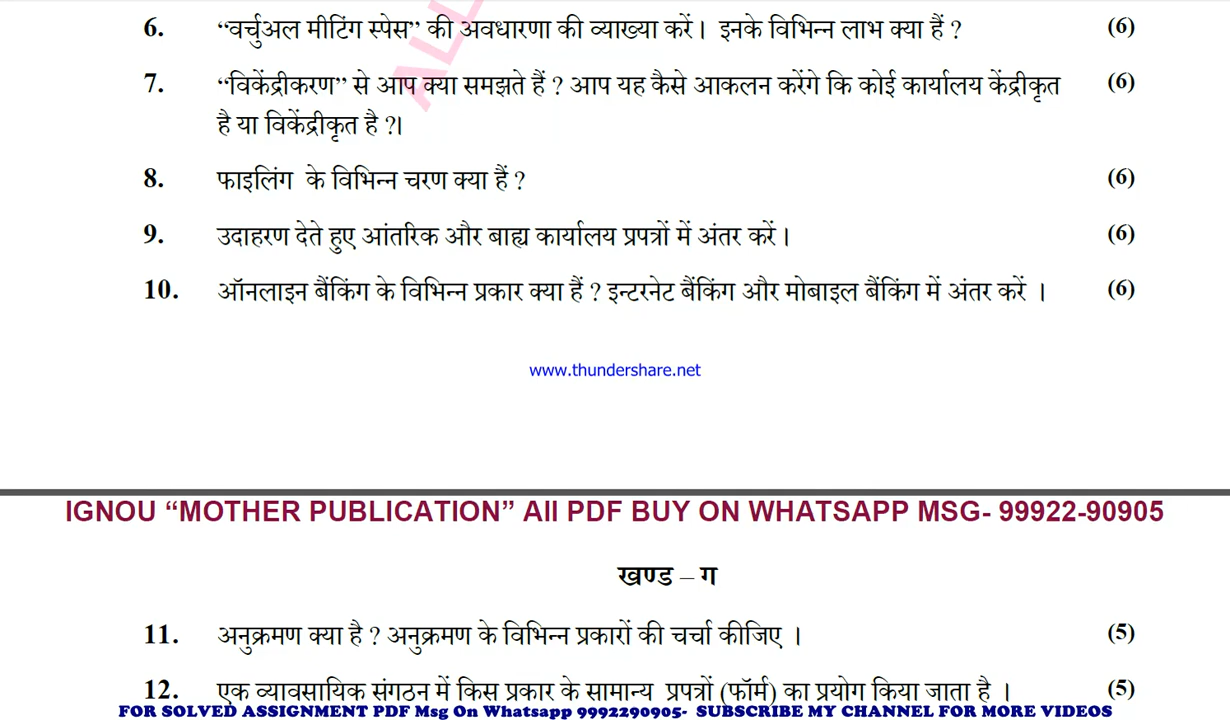 6. “वर्चुअल मीटिंग स्पेस” की अवधारणा की व्याख्या करें। इनके विभिन्न लाभ क्या हैं ? (6)
7. “विकेंद्रीकरण” से आप क्या समझते हैं ? आप यह कैसे आकलन करेंगे कि कोई कार्यालय केंद्रीकृत (6)
है या विकेंद्रीकृत है ?।
8. फाइलिंग के विभिन्न चरण क्या हैं ? (6)
9. उदाहरण देते हुए आंतरिक और बाह्य कार्यालय प्रपत्रों में अंतर करें। (6)
10. ऑनलाइन बैंकिंग के विभिन्न प्रकार क्या हैं ? इन्टरनेट बैंकिंग और मोबाइल बैंकिंग में अंतर करें । (6)
www.thundershare.net
IGNOU “MOTHER PUBLICATION” All PDF BUY ON WHATSAPP MSG- 99922-90905
खण्ड – ग
11. अनुक्रमण क्या है ? अनुक्रमण के विभिन्न प्रकारों की चर्चा कीजिए । (5)
12. एक व्यावसायिक संगठन में किस प्रकार के सामान्य प्रपत्रों (फॉर्म) का प्रयोग किया जाता है । (5)
FOR SOLVED ASSIGNMENT PDF Msg On Whatsapp 9992290905- SUBSCRIBE MY CHANNEL FOR MORE VIDEOS